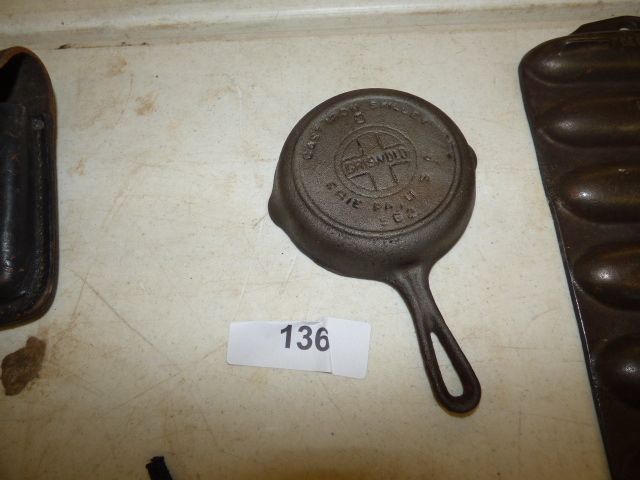 CAST IRON SKILLET
0
GRISWOLD
ERIE PA., U.S.A.
562
136